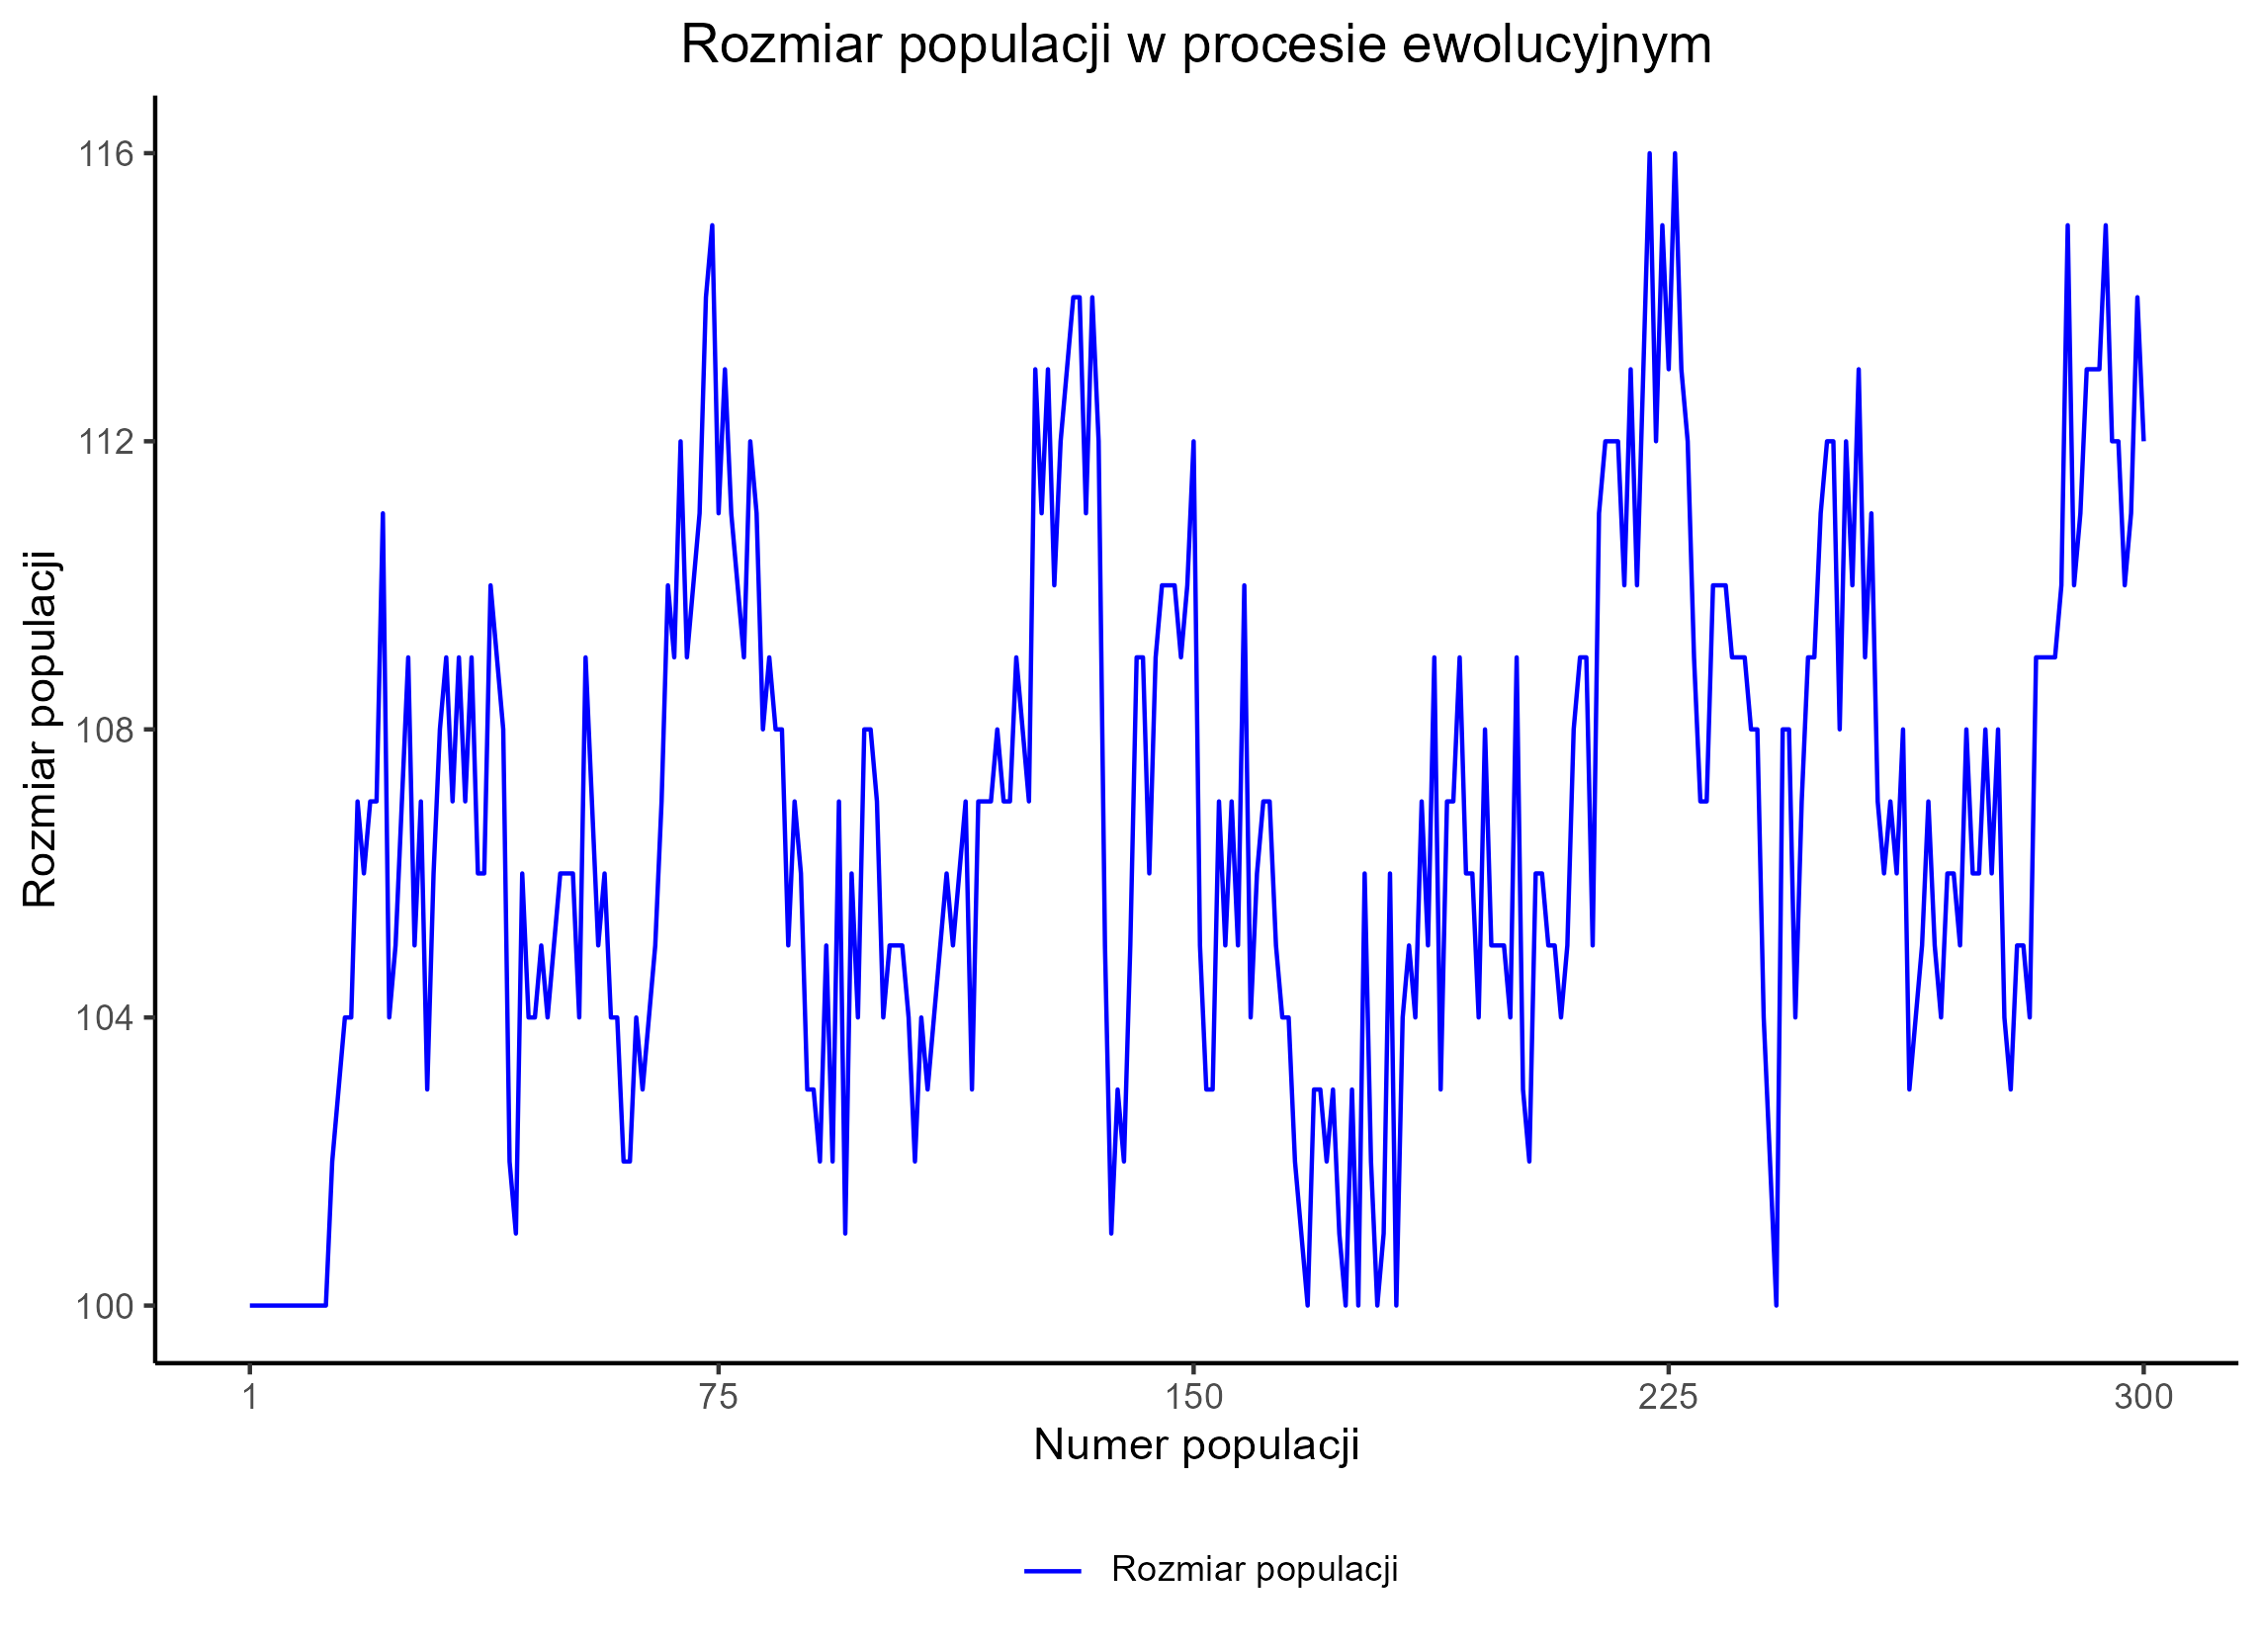 Rozmiar populacji w procesie ewolucyjnym
Rozmiar populacji
116
112
108
104
100
1 75 150 225 300
Numer populacji
Rozmiar populacji